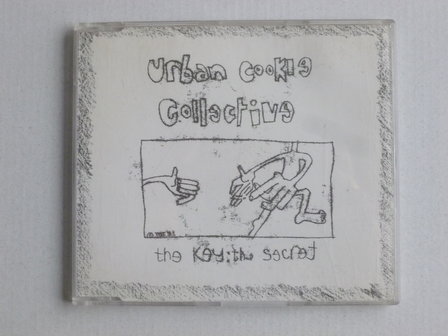 urban cookie
collective
the key:the secret